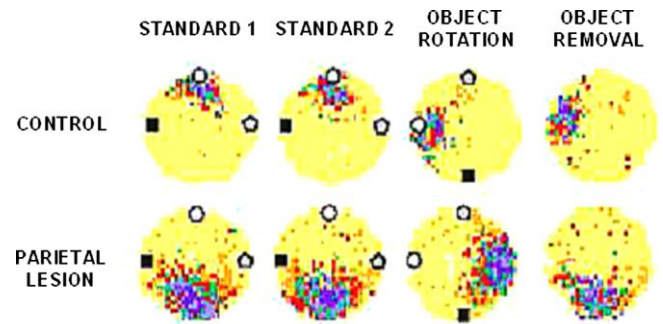 STANDARD 1 STANDARD 2 OBJECT ROTATION OBJECT REMOVAL
CONTROL
PARIETAL LESION